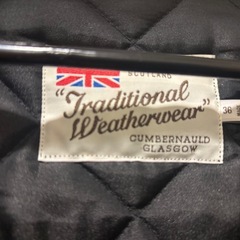 SCOTLAND
"Traditional
Weatherwear"
CUMBERNAULD
GLASGOW
36